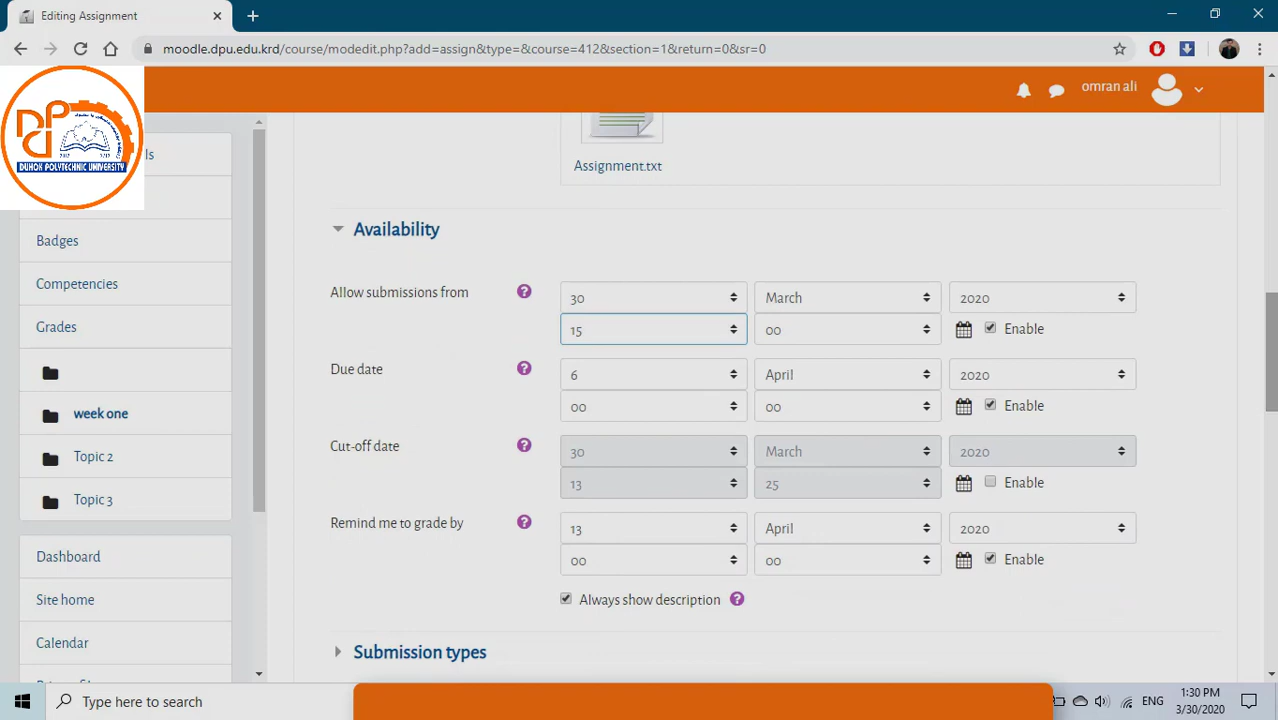 Editing Assignment
moodle.dpu.edu.krd/course/modedit.php?add=assign&type=&course=412&section=1&return=0&sr=0
omran ali
DUHOK POLYTECHNIC UNIVERSITY
ls
Badges
Competencies
Grades
week one
Topic 2
Topic 3
Dashboard
Site home
Calendar
Assignment.txt
Availability
Allow submissions from ? 30 March 2020
15 00 Enable
Due date ? 6 April 2020
00 00 Enable
Cut-off date ? 30 March 2020
13 25 Enable
Remind me to grade by ? 13 April 2020
00 00 Enable
Always show description ?
Submission types
Type here to search
ENG
1:30 PM
3/30/2020